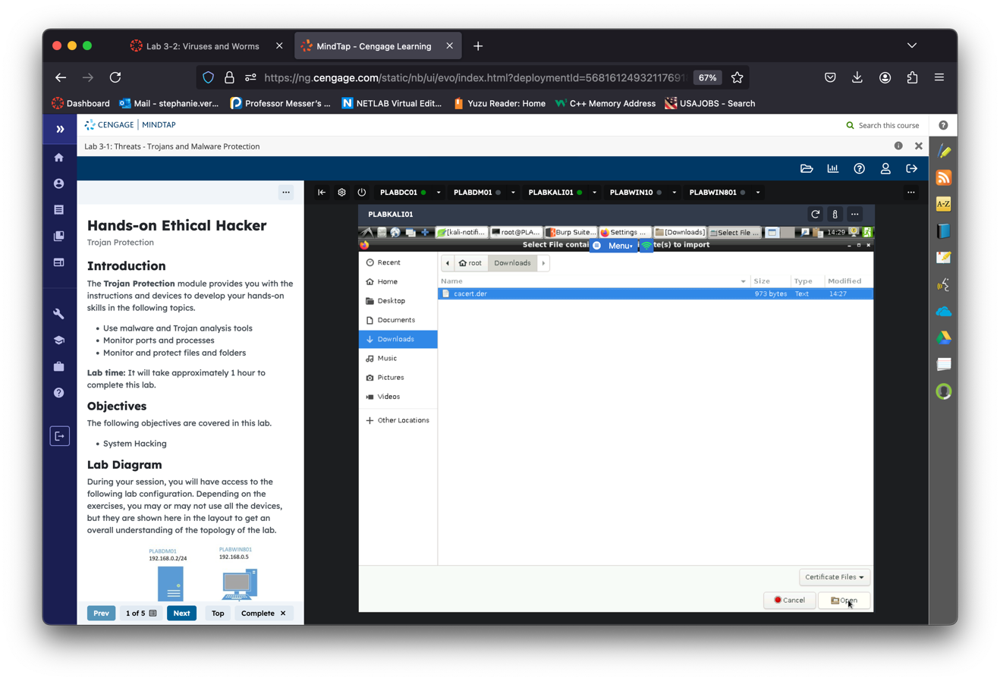 Lab 3-2: Viruses and Worms
MindTap - Cengage Learning
https://ng.cengage.com/static/nb/ui/evo/index.html?deploymentId=568161249321176918
67%
Dashboard
Mail - stephanie.ver...
Professor Messer's ...
NETLAB Virtual Edit...
Yuzu Reader: Home
C++ Memory Address
USAJOBS - Search
CENGAGE | MINDTAP
Search this course
Lab 3-1: Threats - Trojans and Malware Protection
PLABDC01
PLABDM01
PLABKALI01
PLABWIN10
PLABWIN801
Hands-on Ethical Hacker
Trojan Protection
Introduction
The Trojan Protection module provides you with the
instructions and devices to develop your hands-on
skills in the following topics.
• Use malware and Trojan analysis tools
• Monitor ports and processes
• Monitor and protect files and folders
Lab time: It will take approximately 1 hour to
complete this lab.
Objectives
The following objectives are covered in this lab.
• System Hacking
Lab Diagram
During your session, you will have access to the
following lab configuration. Depending on the
exercises, you may or may not use all the devices,
but they are shown here in the layout to get an
overall understanding of the topology of the lab.
PLABDM01
192.168.0.2/24
PLABWIN801
192.168.0.5
Prev
1 of 5
Next
Top
Complete
PLABKALI01
[kali-notifi...
root@PLA...
Burp Suite...
Settings ...
[Downloads]
Select File ...
14:29
Select File contai
Menu
te(s) to import
Recent
Home
Desktop
Documents
Downloads
Music
Pictures
Videos
Other Locations
root
Downloads
Name
Size
Type
Modified
cacert.der
973 bytes
Text
14:27
Certificate Files
Cancel
Open
A-Z